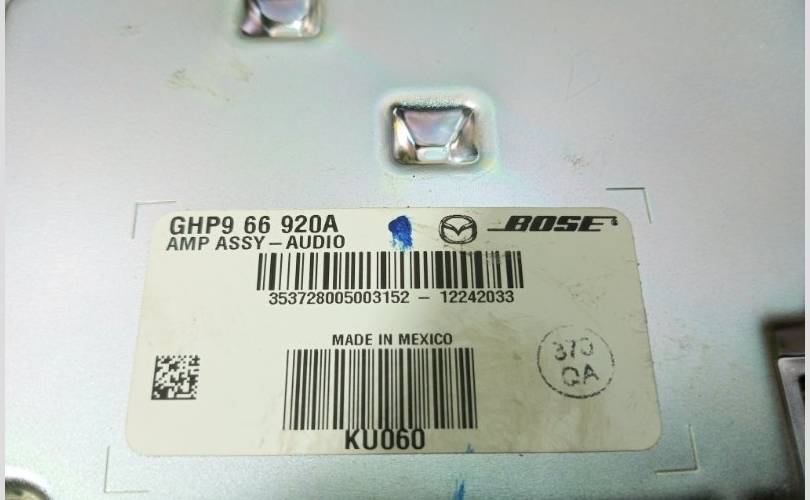 GHP9 66 920A
BOSE
AMP ASSY – AUDIO
353728005003152 – 12242033
MADE IN MEXICO
370
QA
KU060